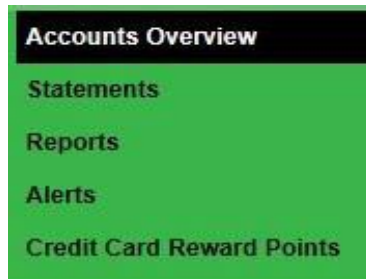 Accounts Overview
Statements
Reports
Alerts
Credit Card Reward Points